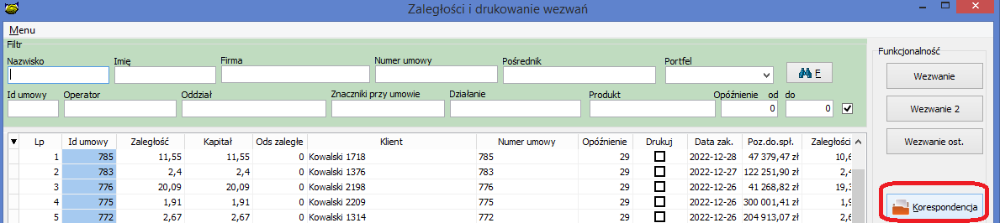 Zaległości i drukowanie wezwań
Menu
Filtr
Nazwisko Imię Firma Numer umowy Pośrednik Portfel
F
Id umowy Operator Oddział Znaczniki przy umowie Działanie Produkt Opóźnienie od do
0 0
Funkcjonalność
Wezwanie
Wezwanie 2
Wezwanie ost.
Korespondencja
Lp Id umowy Zaległość Kapitał Ods zaległe Klient Numer umowy Opóźnienie Drukuj Data zak. Poz.do.spł. Zaległości
1 785 11,55 11,55 0 Kowalski 1718 785 29 2022-12-28 47 379,47 zł 10,6
2 783 2,4 2,4 0 Kowalski 1376 783 29 2022-12-27 122 251,90 zł 2,4
3 776 20,09 20,09 0 Kowalski 2198 776 29 2022-12-26 41 268,82 zł 19,3
4 775 1,91 1,91 0 Kowalski 2209 775 29 2022-12-26 300 001,41 zł 1,9
5 772 2,67 2,67 0 Kowalski 1314 772 29 2022-12-26 204 913,07 zł 2,6